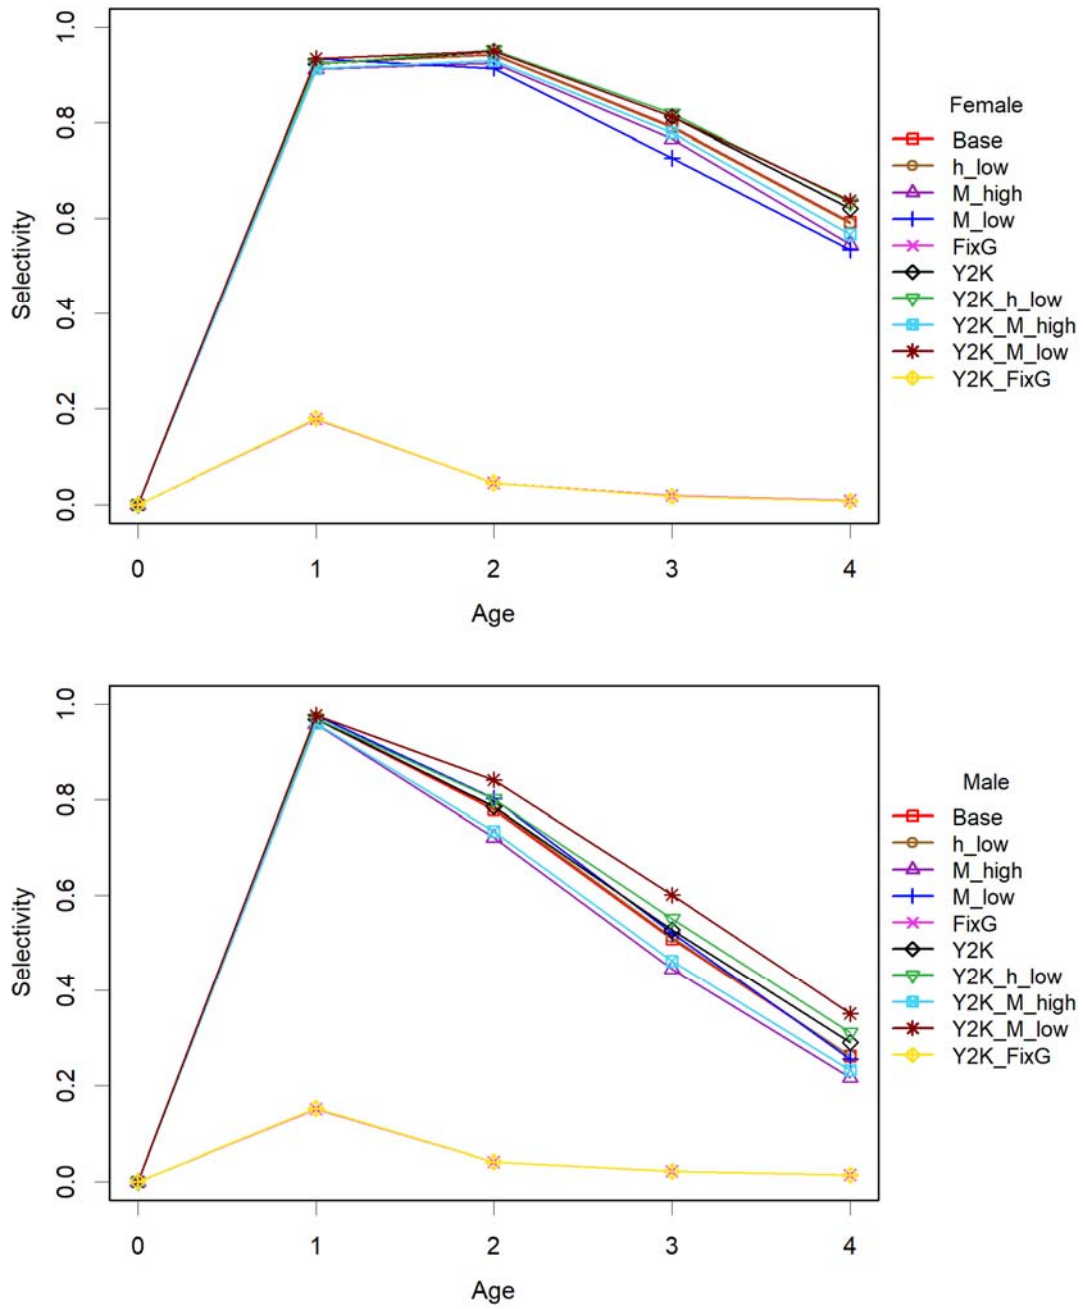 1.0
0.8
0.6
0.4
0.2
0.0
Selectivity
0 1 2 3 4
Age
Female
Base
h_low
M_high
M_low
FixG
Y2K
Y2K_h_low
Y2K_M_high
Y2K_M_low
Y2K_FixG
1.0
0.8
0.6
0.4
0.2
0.0
Selectivity
0 1 2 3 4
Age
Male
Base
h_low
M_high
M_low
FixG
Y2K
Y2K_h_low
Y2K_M_high
Y2K_M_low
Y2K_FixG